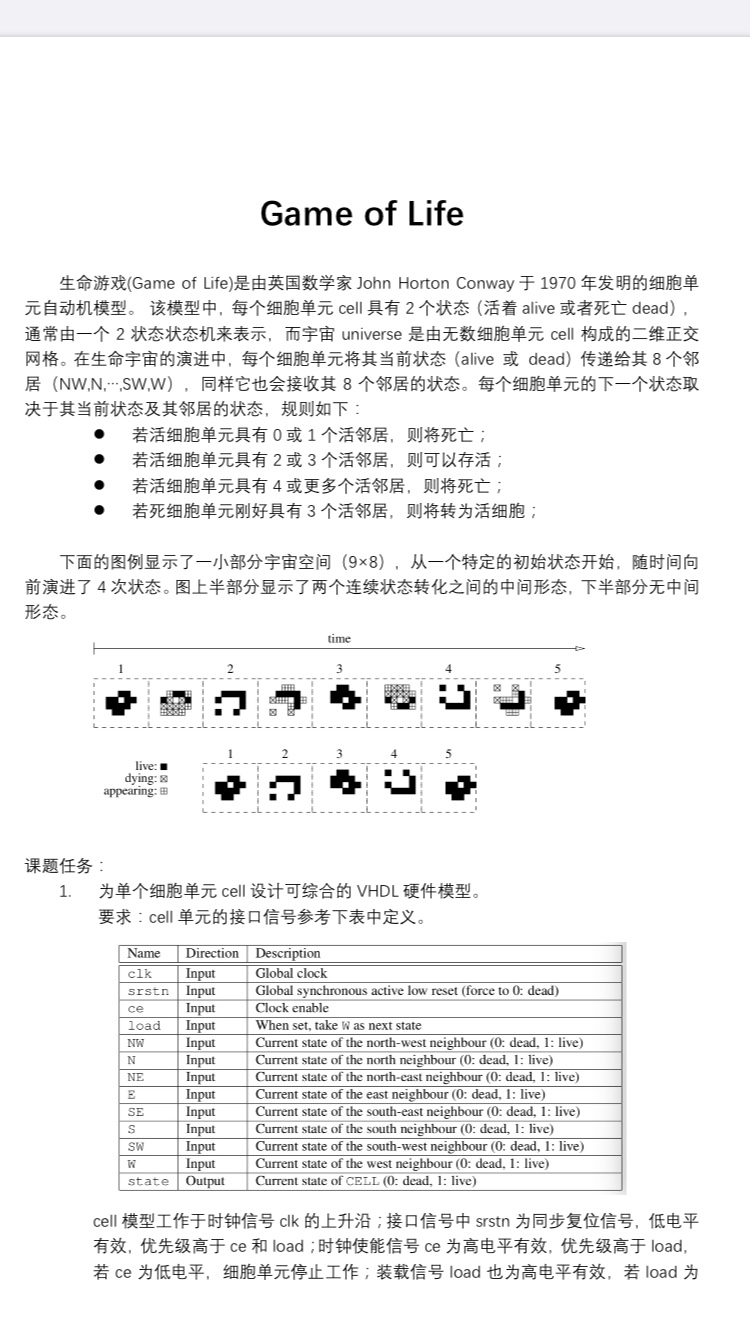 Game of Life
生命游戏(Game of Life)是由英国数学家 John Horton Conway 于 1970 年发明的细胞单
元自动机模型。 该模型中，每个细胞单元 cell 具有 2 个状态（活着 alive 或者死亡 dead），
通常由一个 2 状态状态机来表示，而宇宙 universe 是由无数细胞单元 cell 构成的二维正交
网格。在生命宇宙的演进中，每个细胞单元将其当前状态（alive 或 dead）传递给其 8 个邻
居（NW,N,…,SW,W），同样它也会接收其 8 个邻居的状态。每个细胞单元的下一个状态取
决于其当前状态及其邻居的状态，规则如下：
● 若活细胞单元具有 0 或 1 个活邻居，则将死亡；
● 若活细胞单元具有 2 或 3 个活邻居，则可以存活；
● 若活细胞单元具有 4 或更多个活邻居，则将死亡；
● 若死细胞单元刚好具有 3 个活邻居，则将转为活细胞；
下面的图例显示了一小部分宇宙空间（9×8），从一个特定的初始状态开始，随时间向
前演进了 4 次状态。图上半部分显示了两个连续状态转化之间的中间形态，下半部分无中间
形态。
time
1 2 3 4 5
1 2 3 4 5
live:
dying:
appearing:
课题任务：
1. 为单个细胞单元 cell 设计可综合的 VHDL 硬件模型。
要求：cell 单元的接口信号参考下表中定义。
Name Direction Description
clk Input Global clock
srstn Input Global synchronous active low reset (force to 0: dead)
ce Input Clock enable
load Input When set, take W as next state
NW Input Current state of the north-west neighbour (0: dead, 1: live)
N Input Current state of the north neighbour (0: dead, 1: live)
NE Input Current state of the north-east neighbour (0: dead, 1: live)
E Input Current state of the east neighbour (0: dead, 1: live)
SE Input Current state of the south-east neighbour (0: dead, 1: live)
S Input Current state of the south neighbour (0: dead, 1: live)
SW Input Current state of the south-west neighbour (0: dead, 1: live)
W Input Current state of the west neighbour (0: dead, 1: live)
state Output Current state of CELL (0: dead, 1: live)
cell 模型工作于时钟信号 clk 的上升沿；接口信号中 srstn 为同步复位信号，低电平
有效，优先级高于 ce 和 load；时钟使能信号 ce 为高电平有效，优先级高于 load，
若 ce 为低电平，细胞单元停止工作；装载信号 load 也为高电平有效，若 load 为